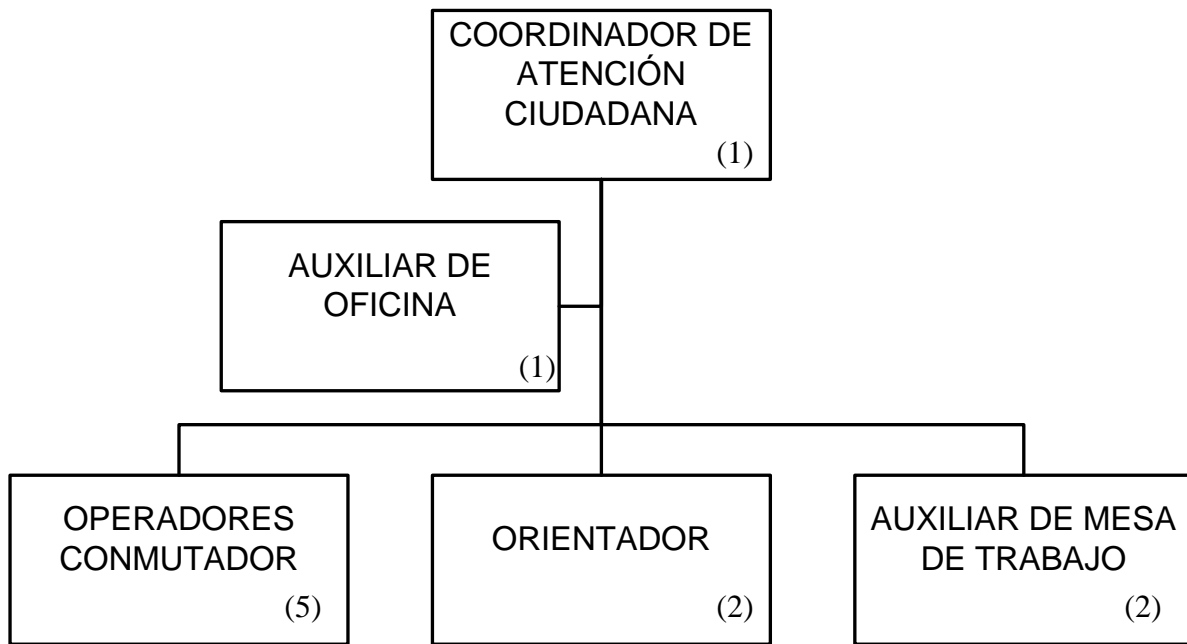 COORDINADOR DE
ATENCIÓN
CIUDADANA
(1)
AUXILIAR DE
OFICINA
(1)
OPERADORES
CONMUTADOR
(5)
ORIENTADOR
(2)
AUXILIAR DE MESA
DE TRABAJO
(2)